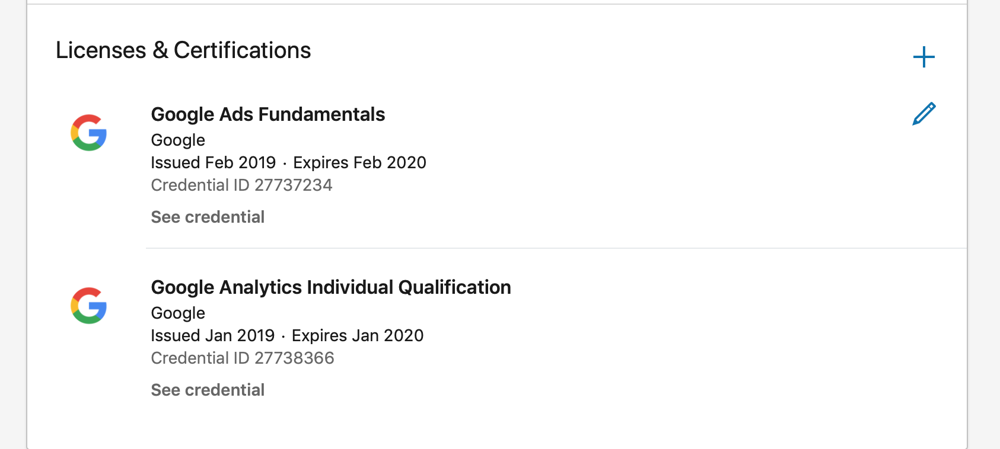 Licenses & Certifications
Google Ads Fundamentals
Google
Issued Feb 2019 · Expires Feb 2020
Credential ID 27737234
See credential
Google Analytics Individual Qualification
Google
Issued Jan 2019 · Expires Jan 2020
Credential ID 27738366
See credential